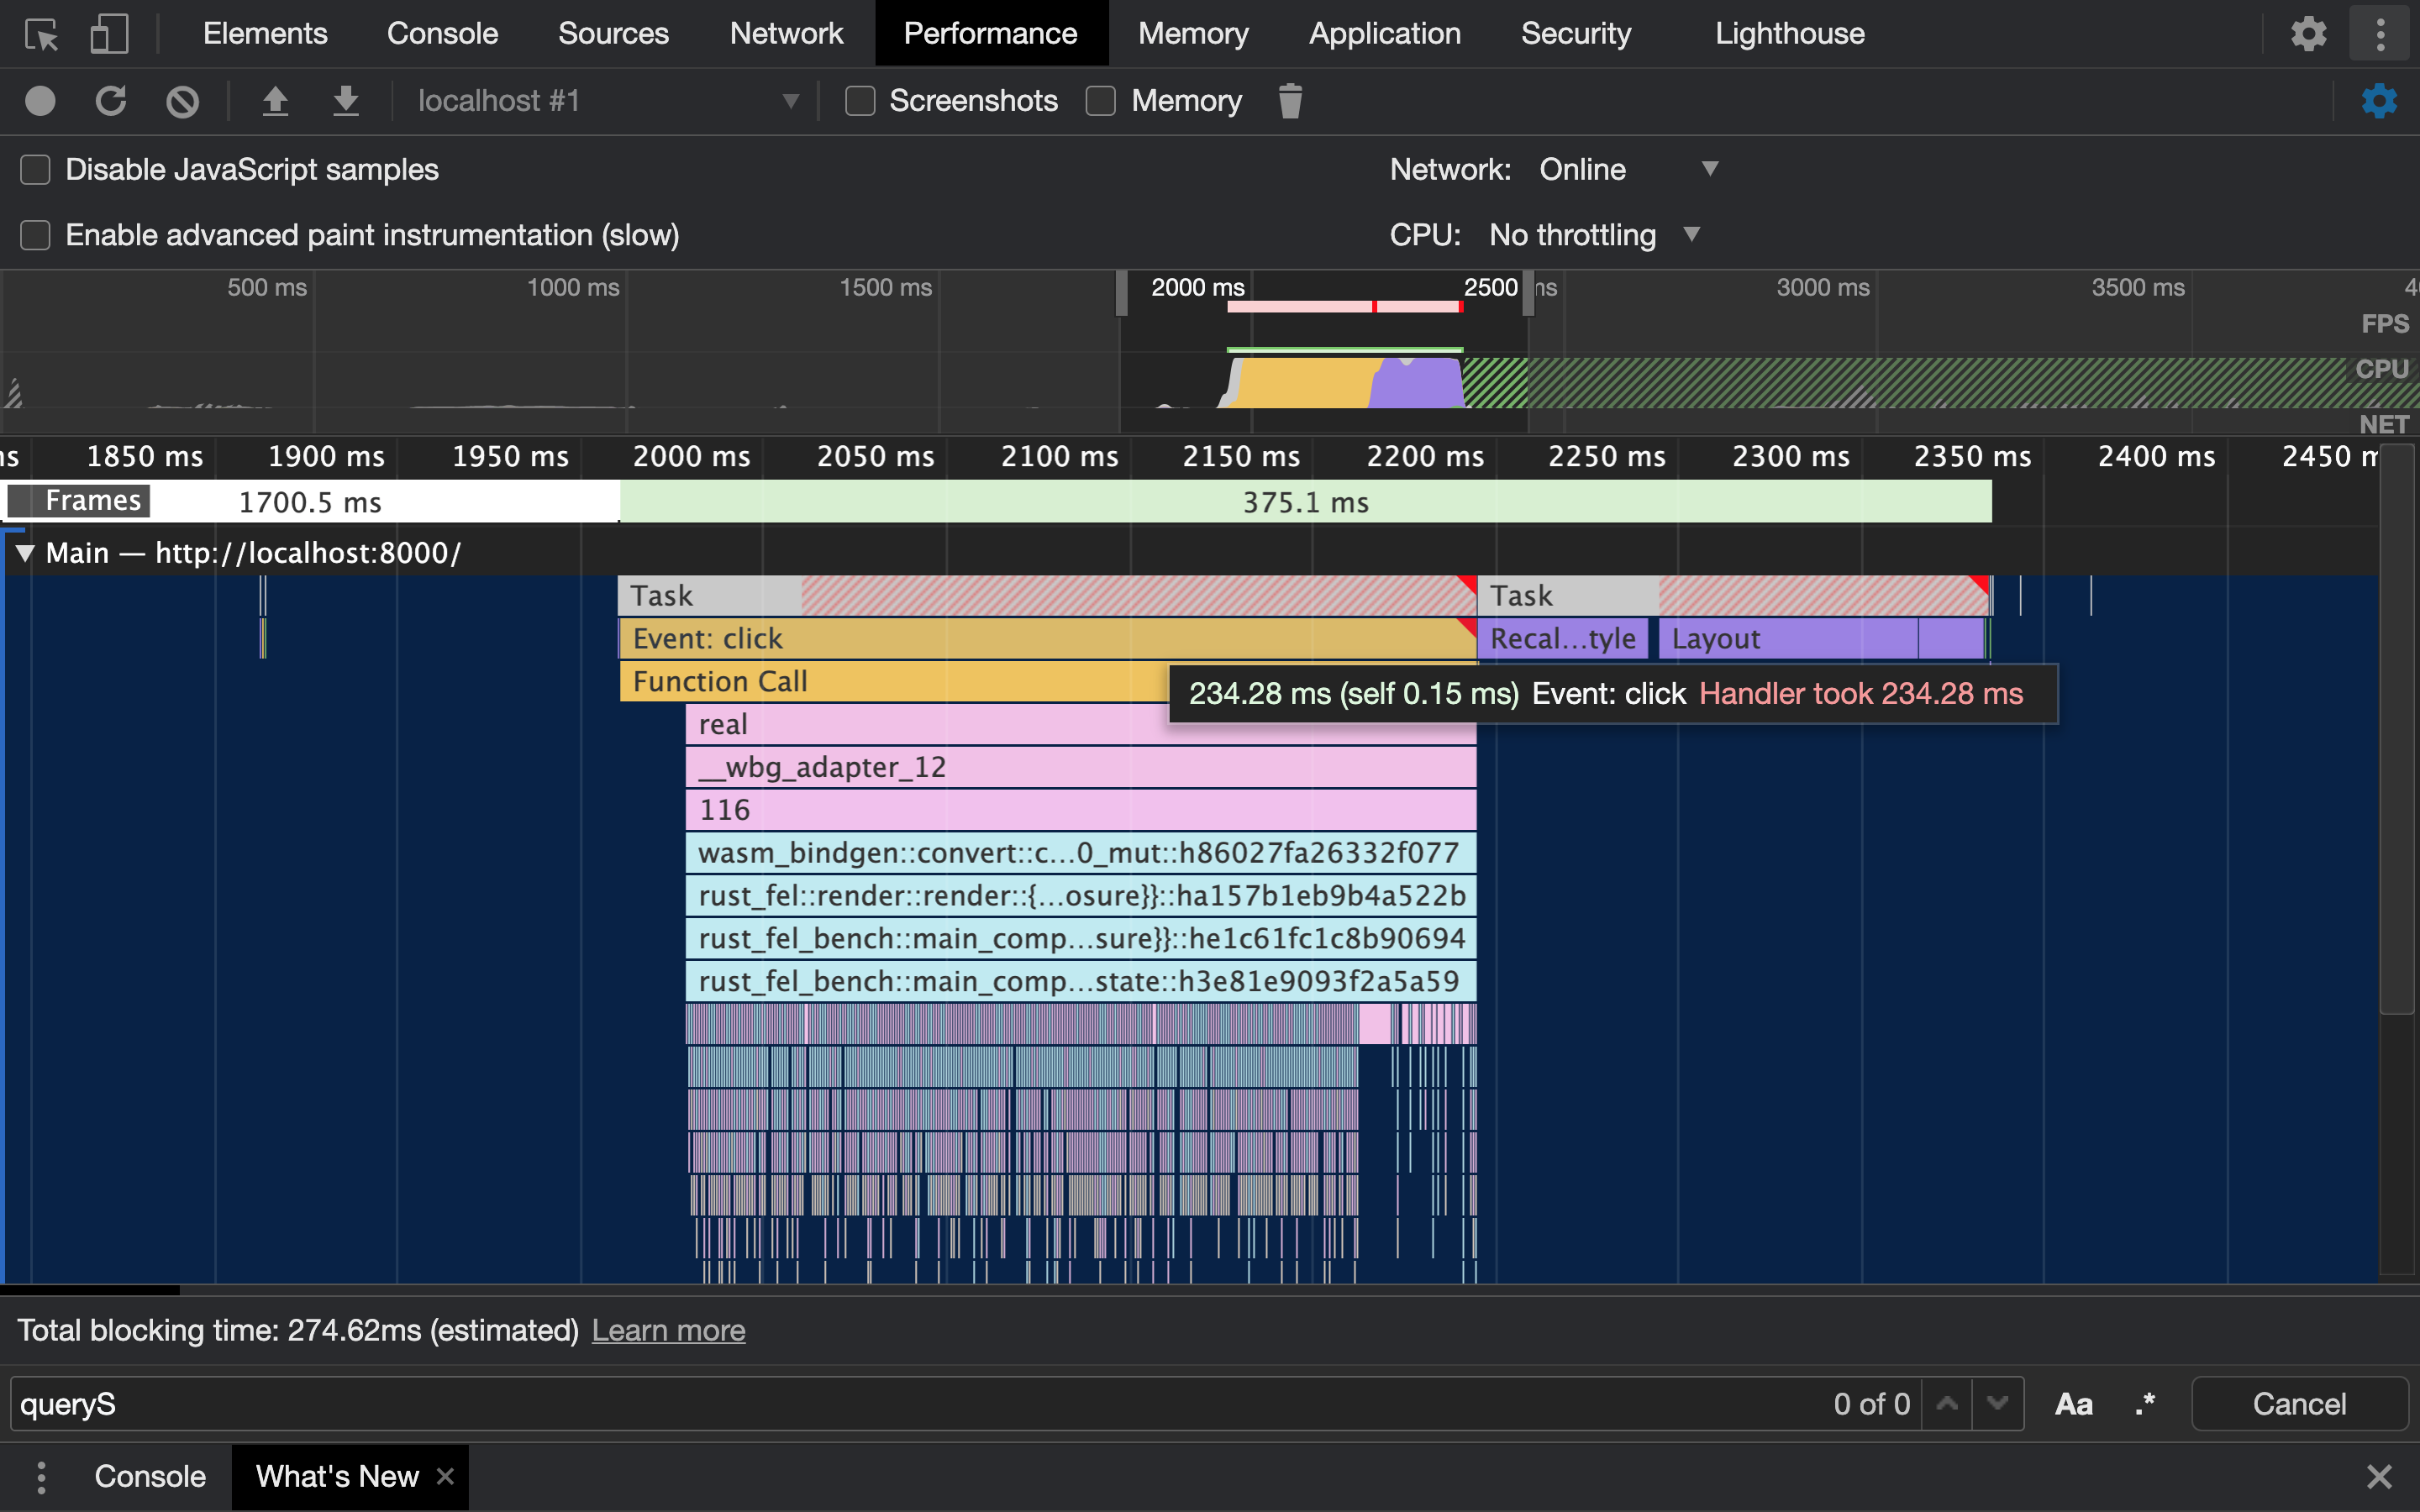 Elements Console Sources Network Performance Memory Application Security Lighthouse
localhost #1 Screenshots Memory
Disable JavaScript samples Network: Online
Enable advanced paint instrumentation (slow) CPU: No throttling
500 ms 1000 ms 1500 ms 2000 ms 2500 ms 3000 ms 3500 ms 4
FPS
CPU
NET
ms 1850 ms 1900 ms 1950 ms 2000 ms 2050 ms 2100 ms 2150 ms 2200 ms 2250 ms 2300 ms 2350 ms 2400 ms 2450 m
Frames 1700.5 ms 375.1 ms
Main — http://localhost:8000/
Task Task
Event: click Recal…tyle Layout
Function Call
234.28 ms (self 0.15 ms) Event: click Handler took 234.28 ms
real
__wbg_adapter_12
116
wasm_bindgen::convert::c…0_mut::h86027fa26332f077
rust_fel::render::render::{…osure}}::ha157b1eb9b4a522b
rust_fel_bench::main_comp…sure}}::he1c61fc1c8b90694
rust_fel_bench::main_comp…state::h3e81e9093f2a5a59
Total blocking time: 274.62ms (estimated) Learn more
queryS 0 of 0 Aa .* Cancel
Console What's New